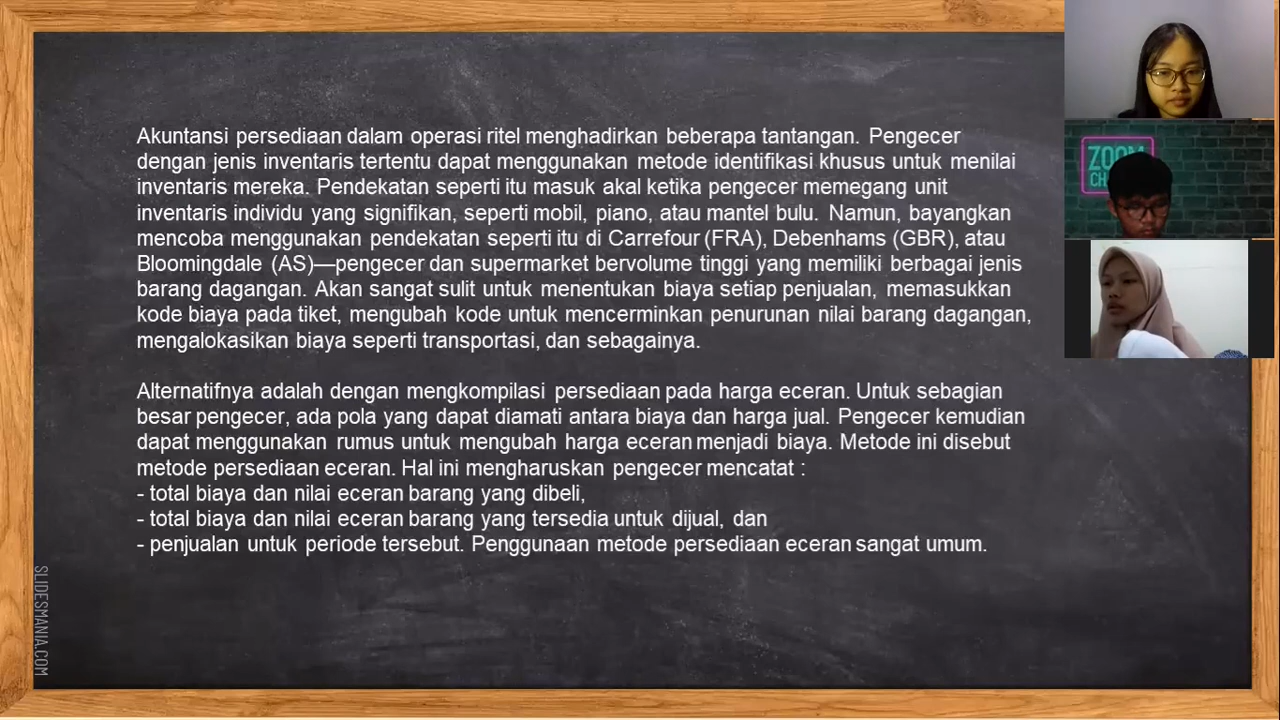 Akuntansi persediaan dalam operasi ritel menghadirkan beberapa tantangan. Pengecer
dengan jenis inventaris tertentu dapat menggunakan metode identifikasi khusus untuk menilai
inventaris mereka. Pendekatan seperti itu masuk akal ketika pengecer memegang unit
inventaris individu yang signifikan, seperti mobil, piano, atau mantel bulu. Namun, bayangkan
mencoba menggunakan pendekatan seperti itu di Carrefour (FRA), Debenhams (GBR), atau
Bloomingdale (AS)—pengecer dan supermarket bervolume tinggi yang memiliki berbagai jenis
barang dagangan. Akan sangat sulit untuk menentukan biaya setiap penjualan, memasukkan
kode biaya pada tiket, mengubah kode untuk mencerminkan penurunan nilai barang dagangan,
mengalokasikan biaya seperti transportasi, dan sebagainya.
Alternatifnya adalah dengan mengkompilasi persediaan pada harga eceran. Untuk sebagian
besar pengecer, ada pola yang dapat diamati antara biaya dan harga jual. Pengecer kemudian
dapat menggunakan rumus untuk mengubah harga eceran menjadi biaya. Metode ini disebut
metode persediaan eceran. Hal ini mengharuskan pengecer mencatat :
- total biaya dan nilai eceran barang yang dibeli,
- total biaya dan nilai eceran barang yang tersedia untuk dijual, dan
- penjualan untuk periode tersebut. Penggunaan metode persediaan eceran sangat umum.
SLIDESMANIA.COM
ZOOM